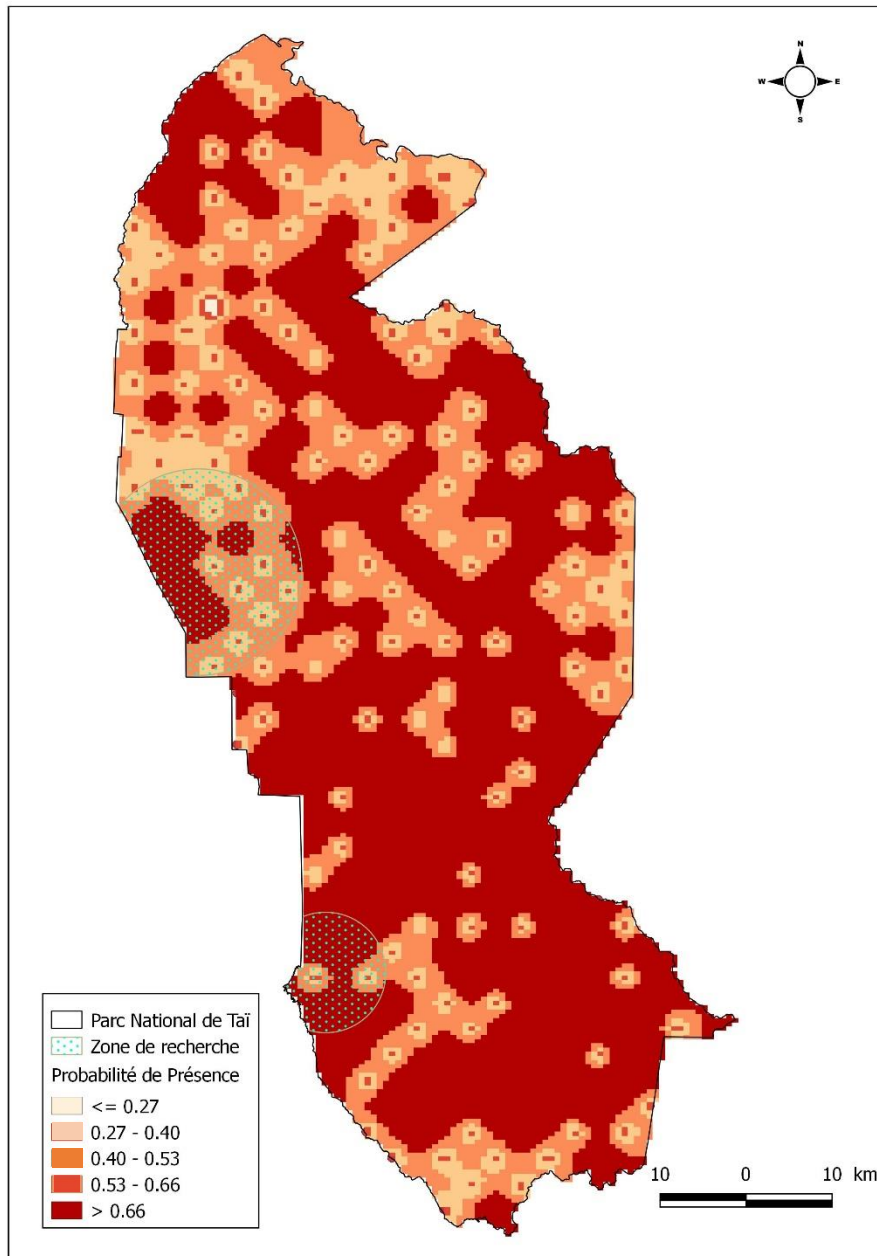 N
W E
S
Parc National de Taï
Zone de recherche
Probabilité de Présence
<= 0.27
0.27 - 0.40
0.40 - 0.53
0.53 - 0.66
> 0.66
10 0 10 km